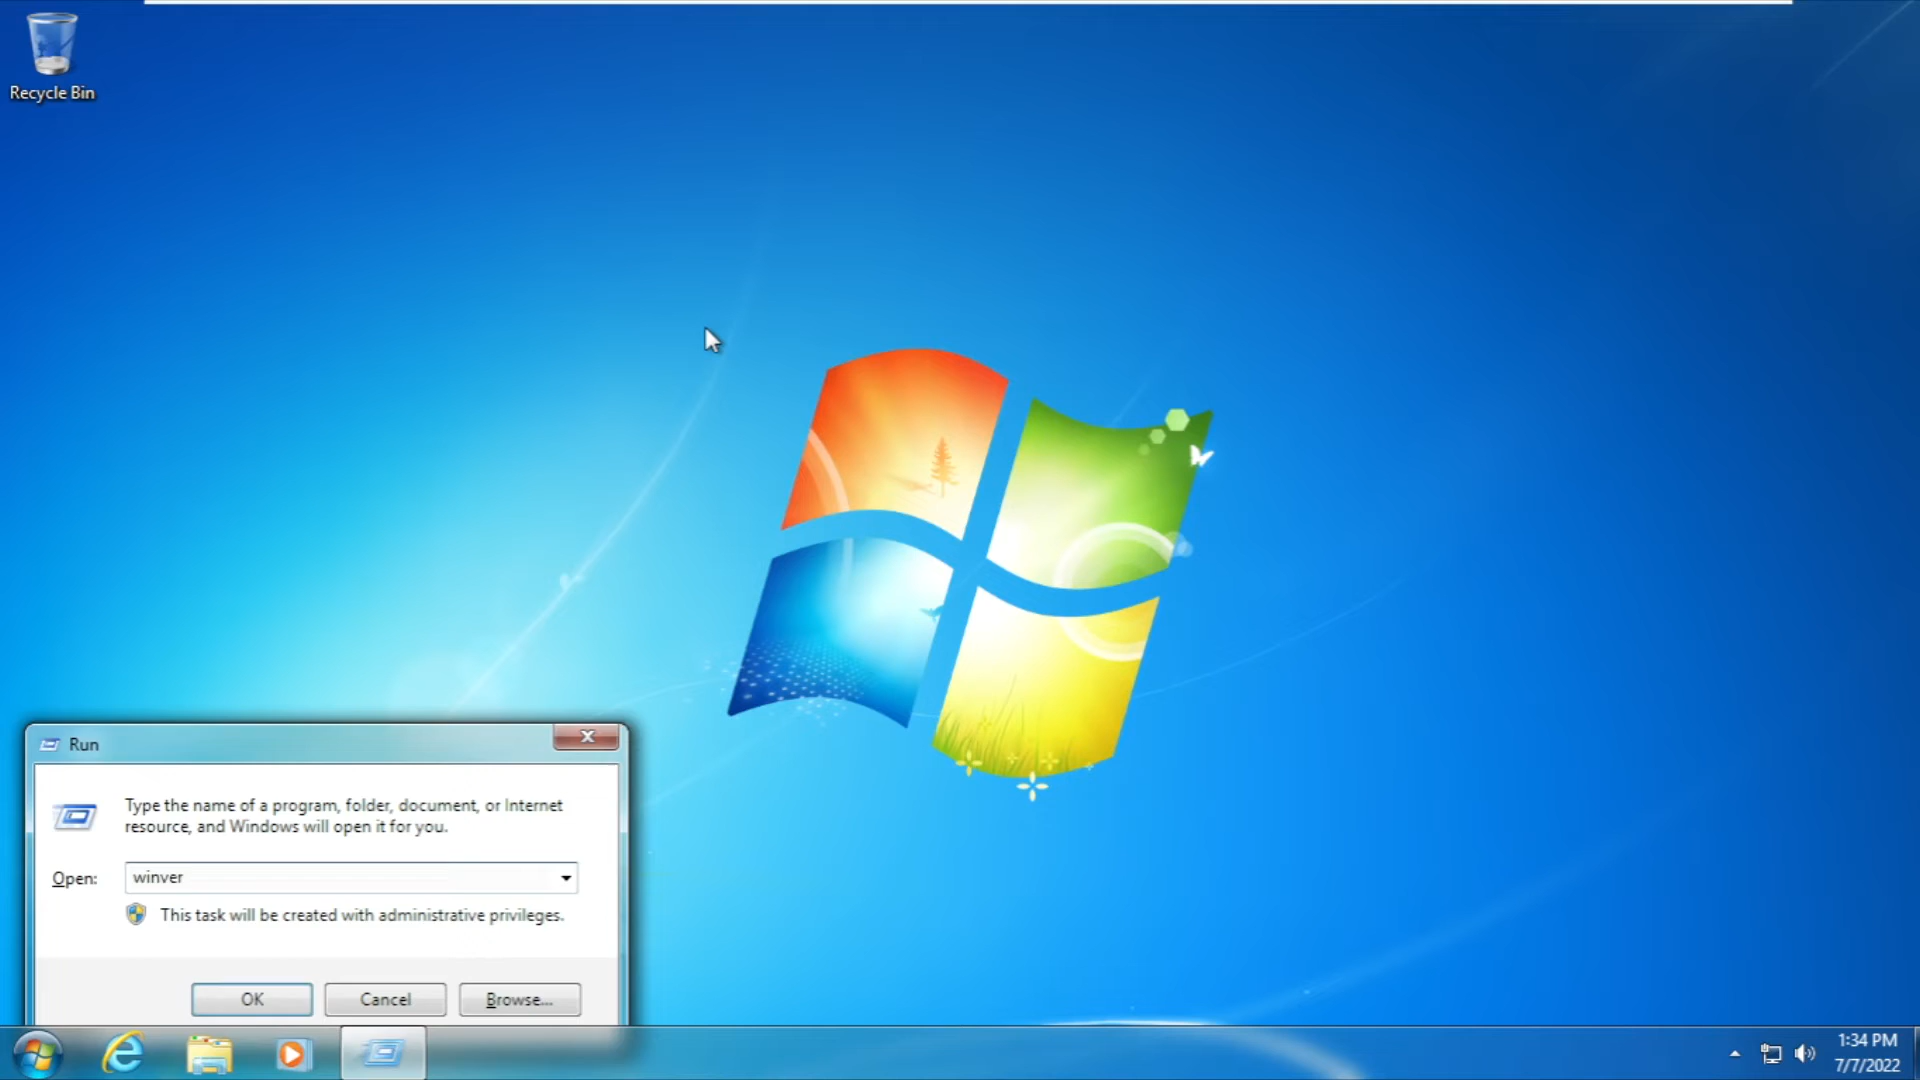 Recycle Bin
Run
Type the name of a program, folder, document, or Internet
resource, and Windows will open it for you.
Open: winver
This task will be created with administrative privileges.
OK Cancel Browse...
1:34 PM
7/7/2022